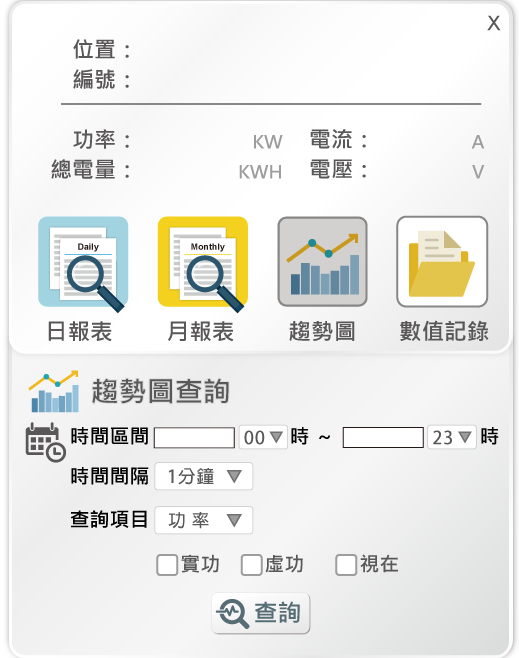 X
位置：
編號：
功率： KW 電流： A
總電量： KWH 電壓： V
Daily Monthly
日報表 月報表 趨勢圖 數值記錄
趨勢圖查詢
時間區間 00 時 ~ 23 時
時間間隔 1分鐘
查詢項目 功率
實功 虛功 視在
查詢